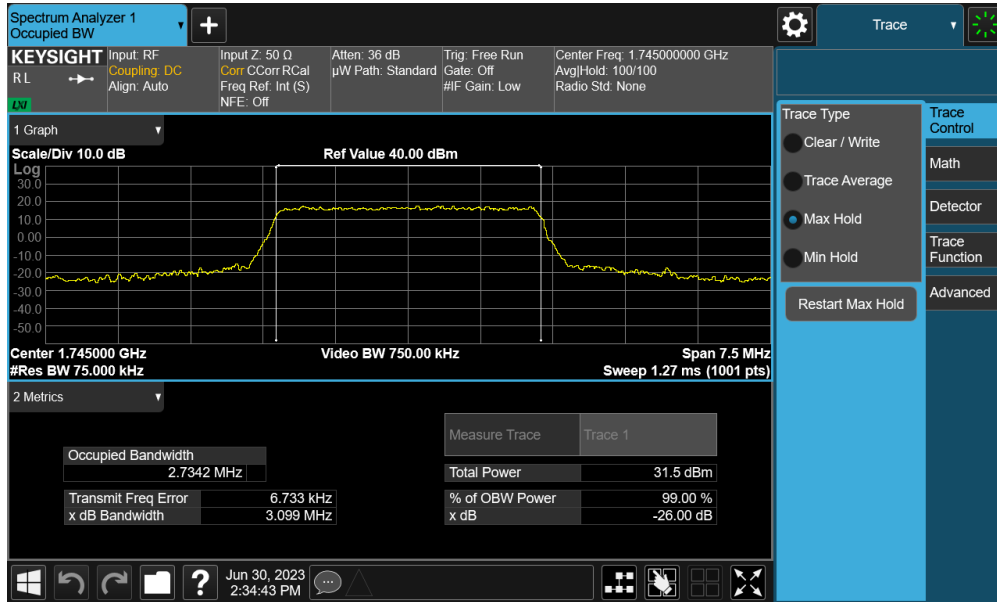 Spectrum Analyzer 1
Occupied BW
Trace
KEYSIGHT
R L
LXI
Input: RF
Coupling: DC
Align: Auto
Input Z: 50 Ω
Corr CCorr RCal
Freq Ref: Int (S)
NFE: Off
Atten: 36 dB
µW Path: Standard
Trig: Free Run
Gate: Off
#IF Gain: Low
Center Freq: 1.745000000 GHz
Avg|Hold: 100/100
Radio Std: None
1 Graph
Scale/Div 10.0 dB
Ref Value 40.00 dBm
Log
30.0
20.0
10.0
0.00
-10.0
-20.0
-30.0
-40.0
-50.0
Center 1.745000 GHz
Video BW 750.00 kHz
Span 7.5 MHz
#Res BW 75.000 kHz
Sweep 1.27 ms (1001 pts)
2 Metrics
Measure Trace
Trace 1
Occupied Bandwidth
2.7342 MHz
Total Power
31.5 dBm
Transmit Freq Error
6.733 kHz
% of OBW Power
99.00 %
x dB Bandwidth
3.099 MHz
x dB
-26.00 dB
Trace Type
Clear / Write
Trace Average
Max Hold
Min Hold
Restart Max Hold
Trace
Control
Math
Detector
Trace
Function
Advanced
?
Jun 30, 2023
2:34:43 PM